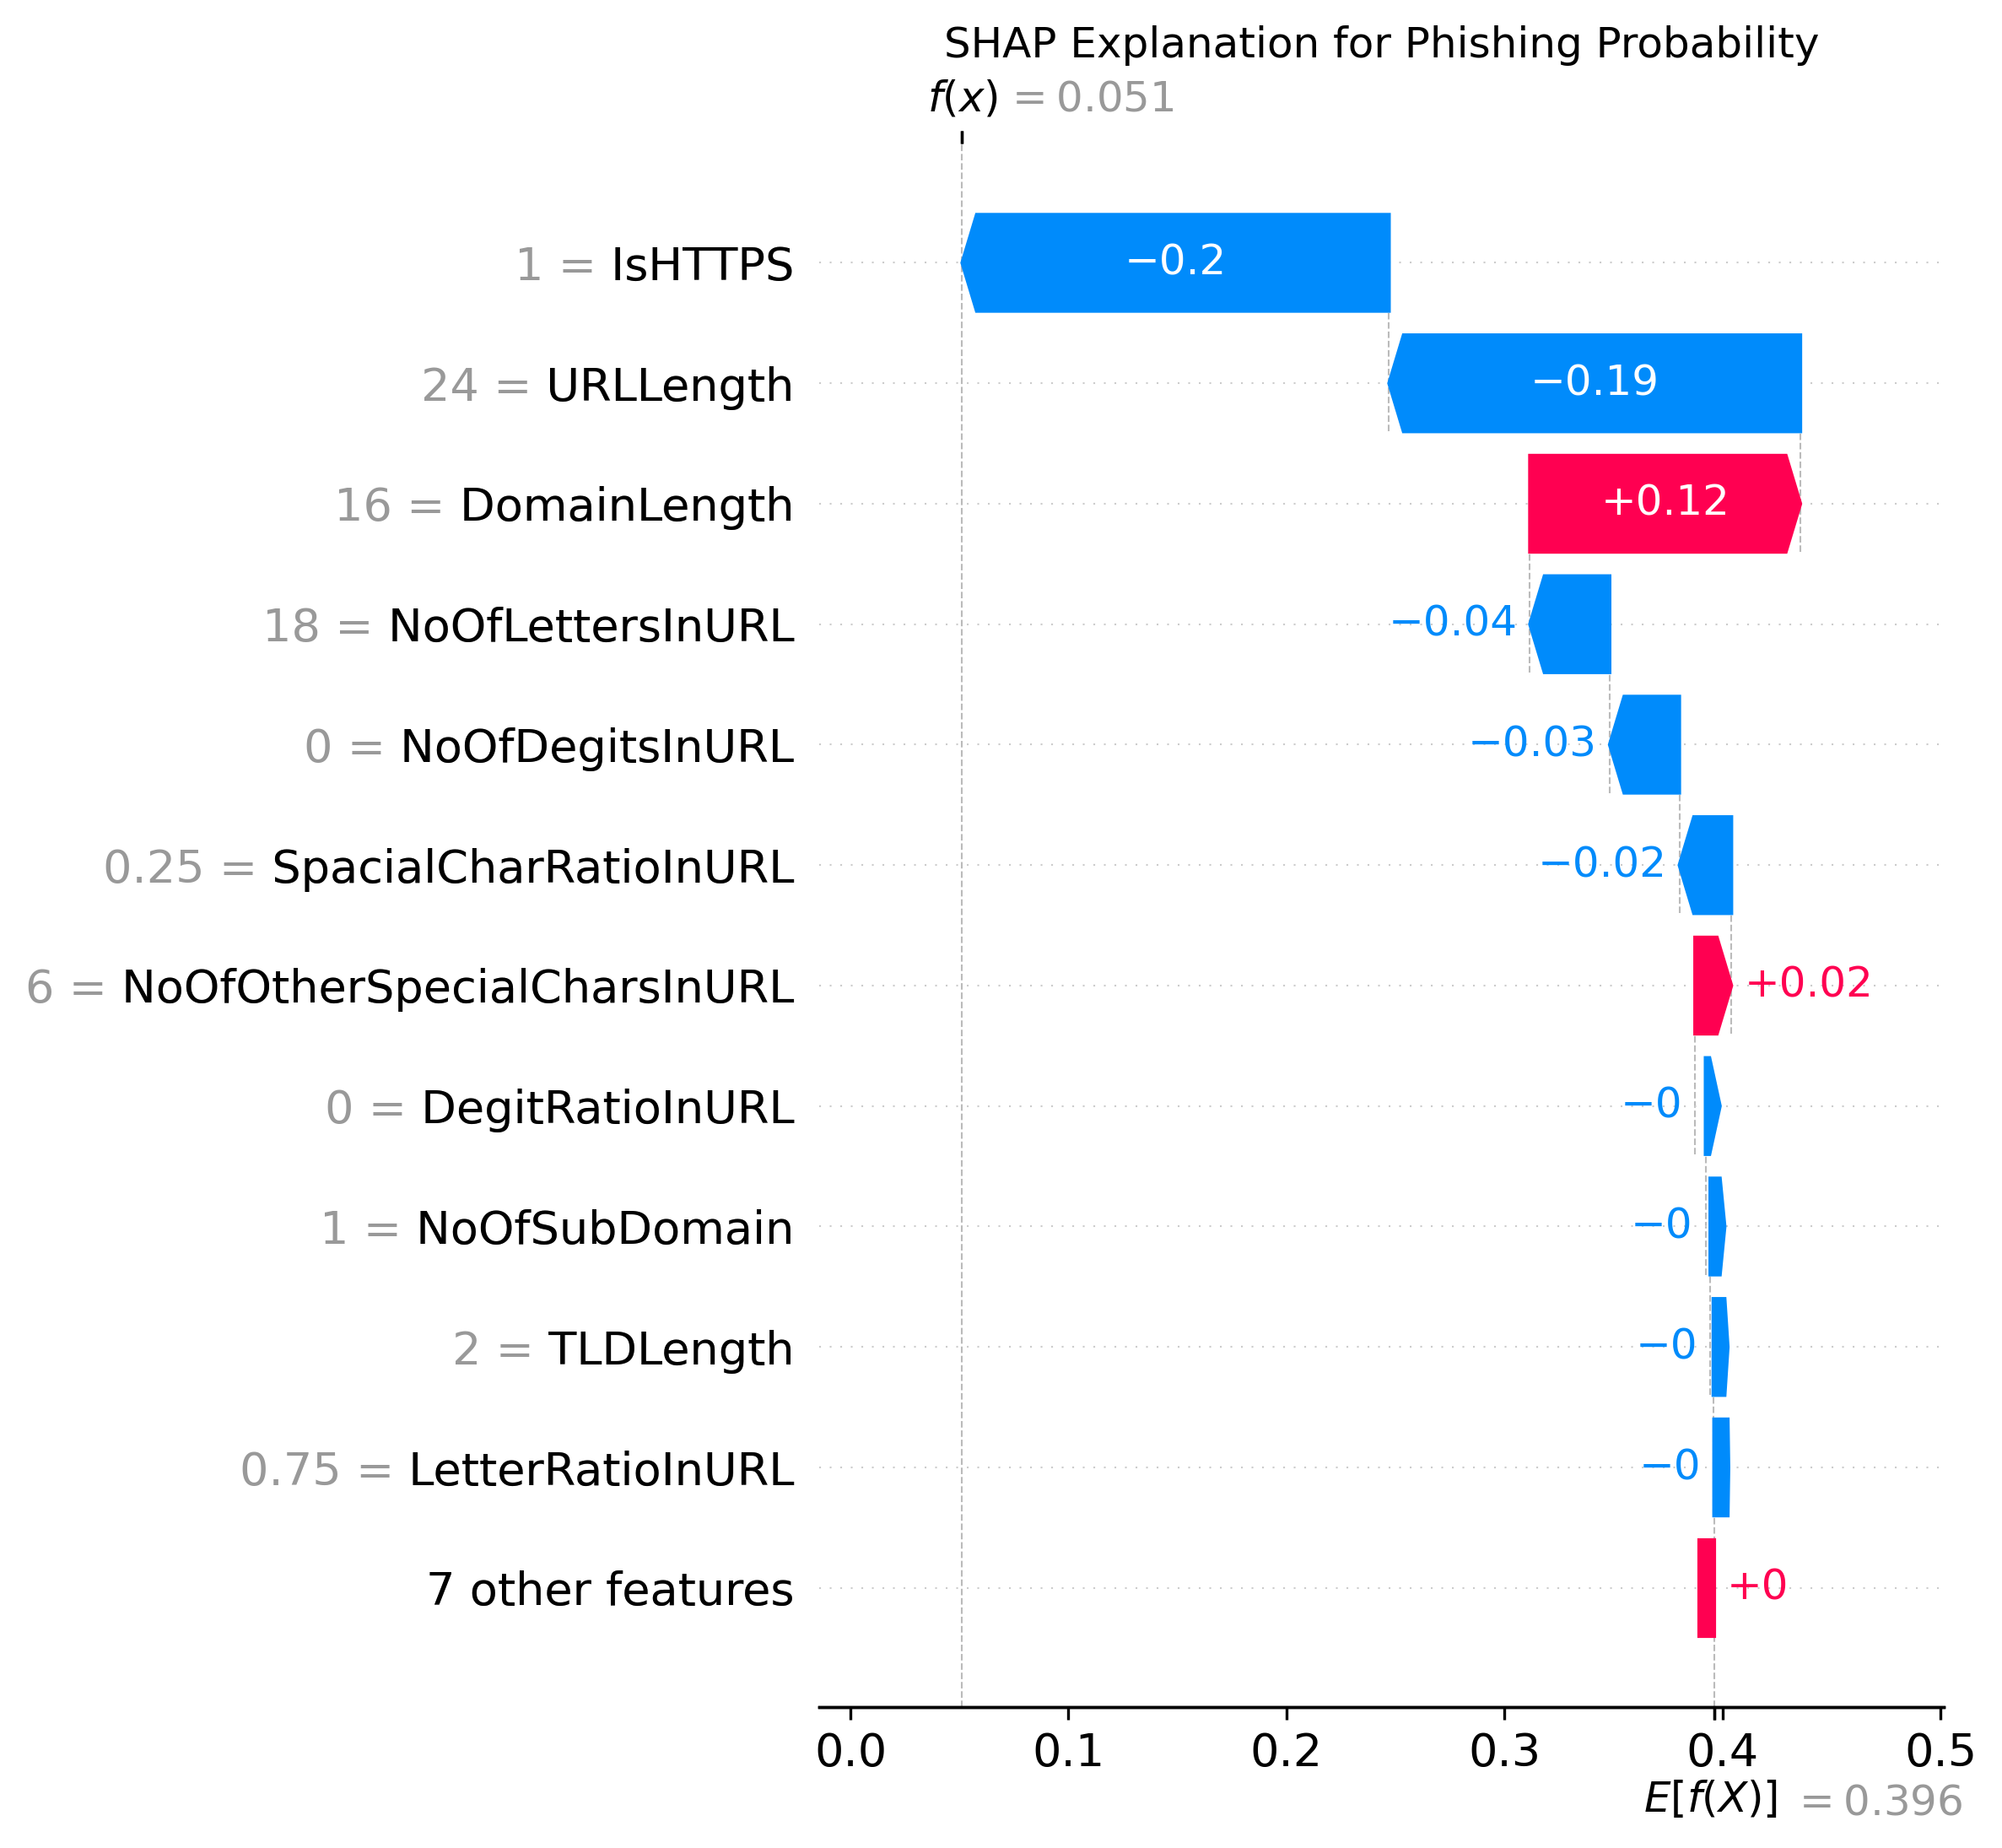 SHAP Explanation for Phishing Probability
f(x) = 0.051
1 = IsHTTPS
−0.2
24 = URLLength
−0.19
16 = DomainLength
+0.12
18 = NoOfLettersInURL
−0.04
0 = NoOfDegitsInURL
−0.03
0.25 = SpacialCharRatioInURL
−0.02
6 = NoOfOtherSpecialCharsInURL
+0.02
0 = DegitRatioInURL
−0
1 = NoOfSubDomain
−0
2 = TLDLength
−0
0.75 = LetterRatioInURL
−0
7 other features
+0
0.0 0.1 0.2 0.3 0.4 0.5
E[f(X)] = 0.396